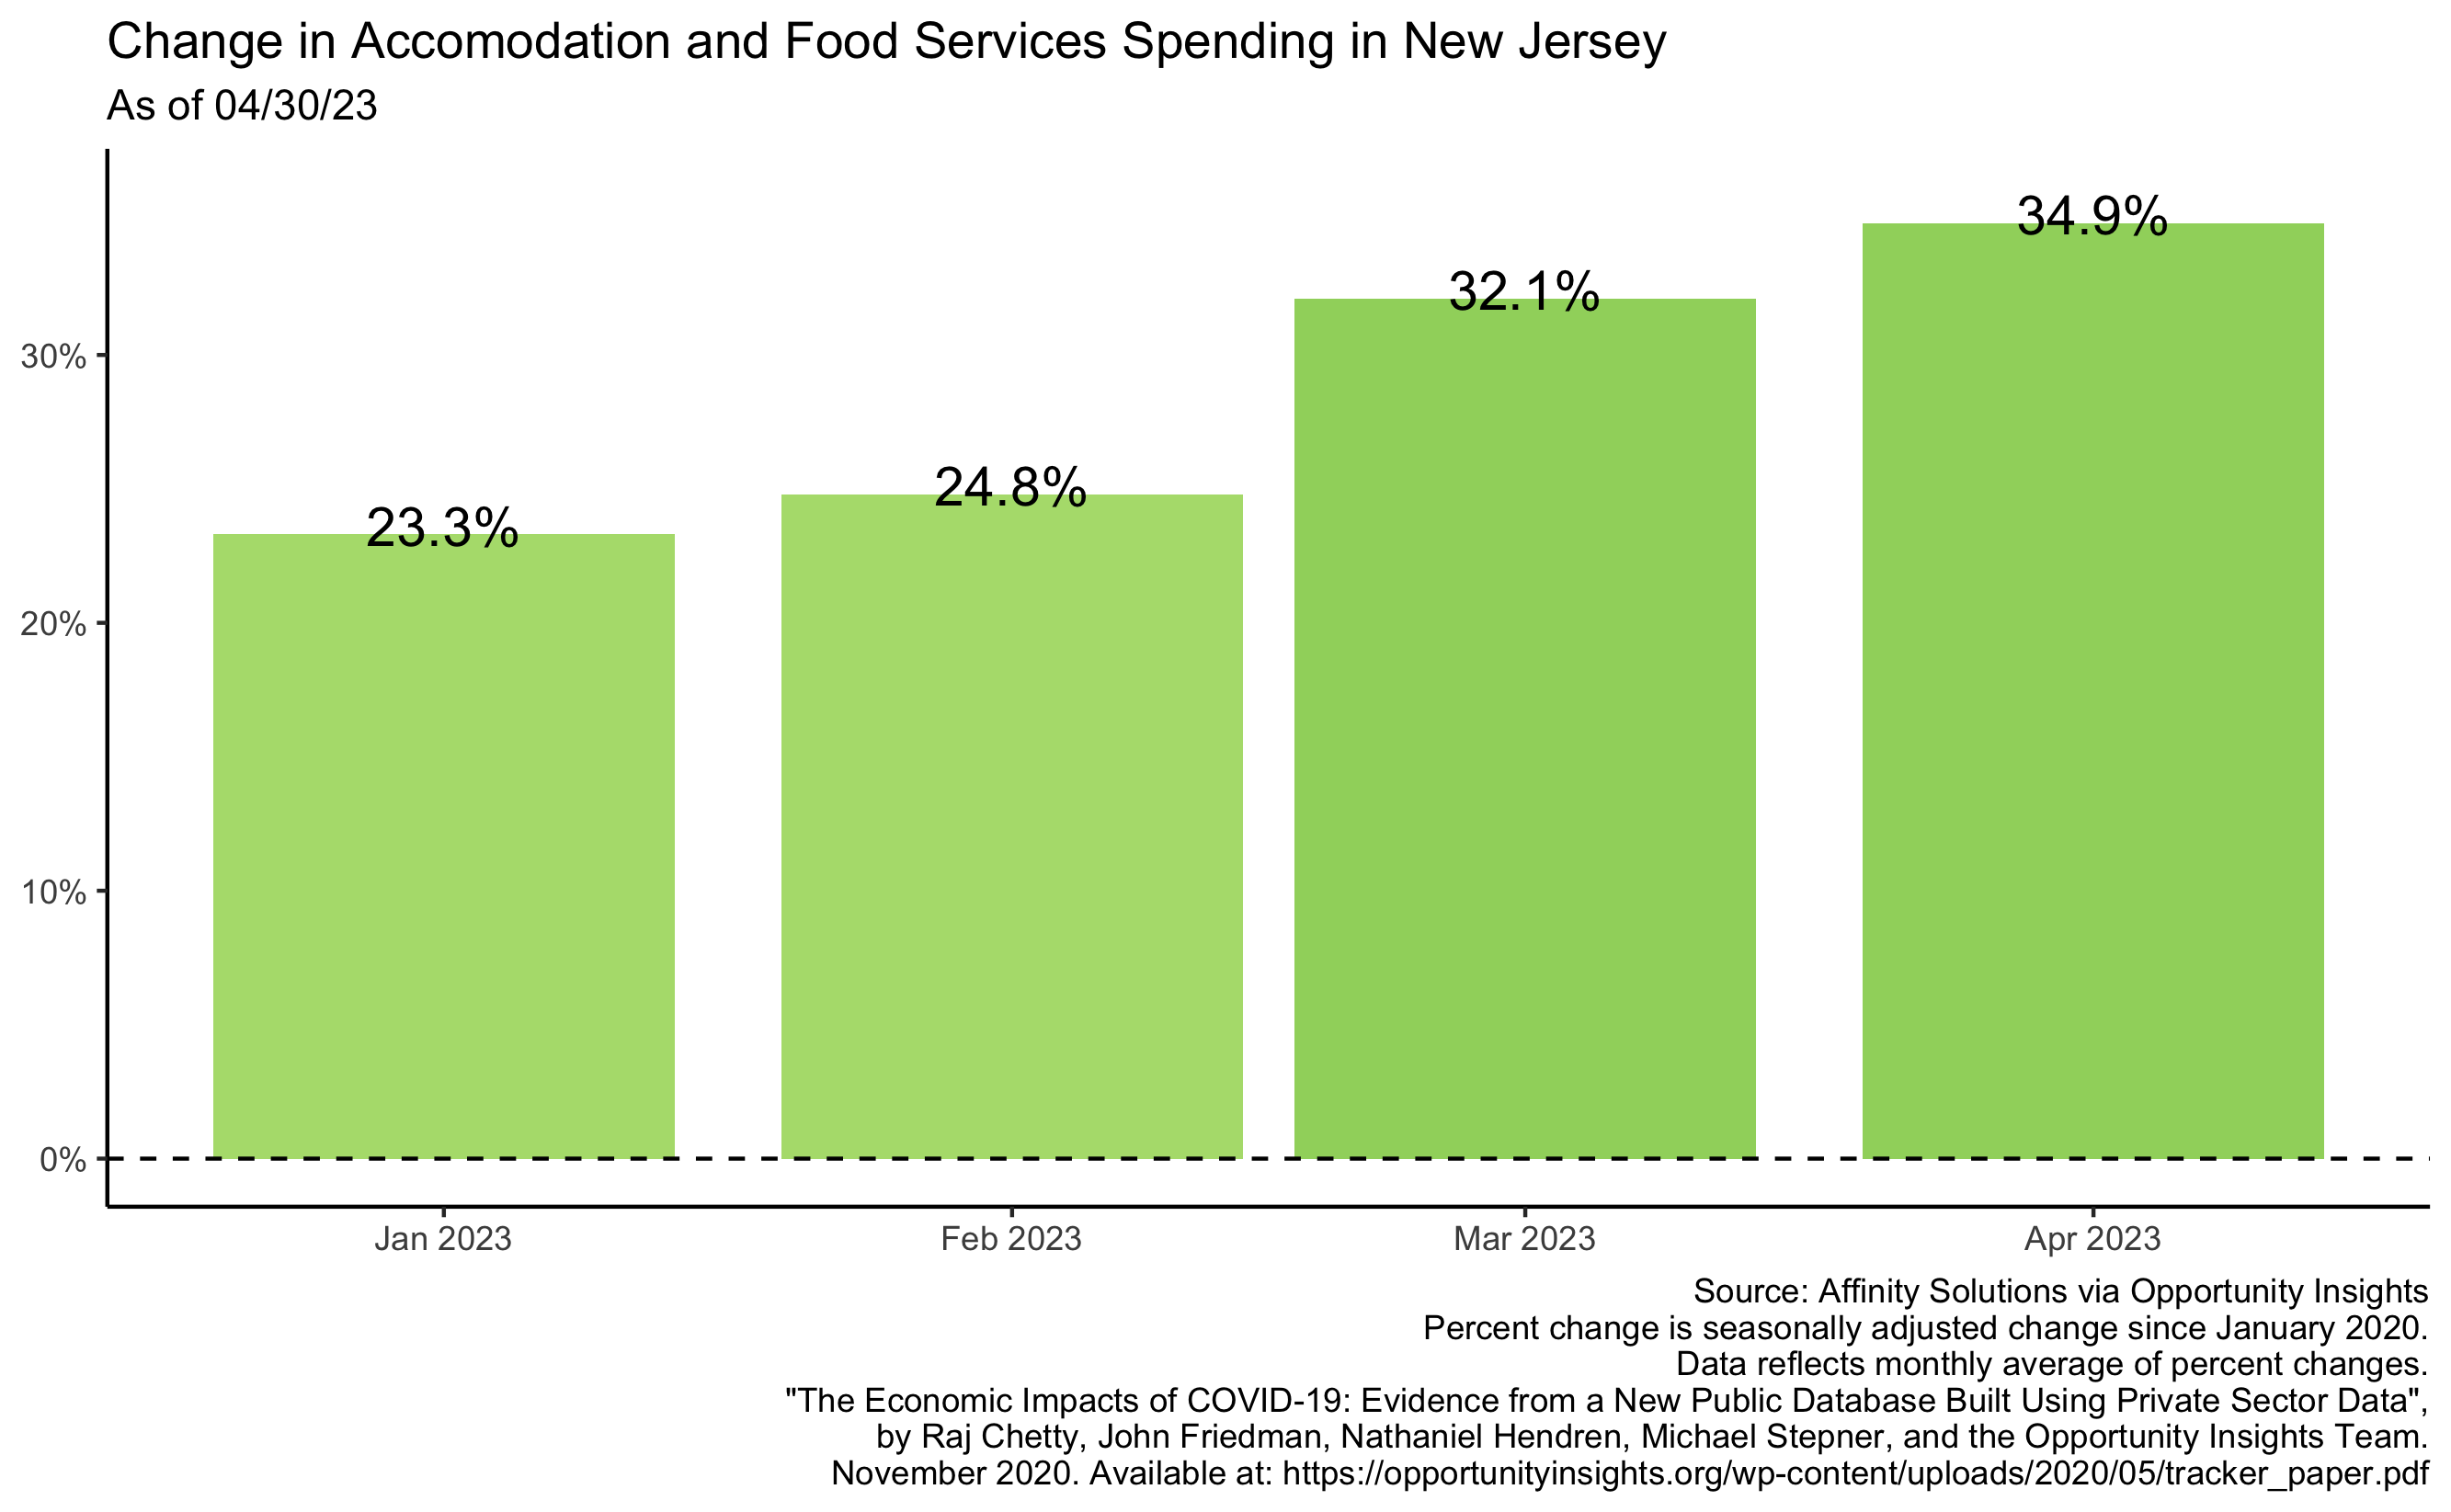 Change in Accomodation and Food Services Spending in New Jersey
As of 04/30/23
34.9%
32.1%
30%
24.8%
23.3%
20%
10%
0%
Jan 2023 Feb 2023 Mar 2023 Apr 2023
Source: Affinity Solutions via Opportunity Insights
Percent change is seasonally adjusted change since January 2020.
Data reflects monthly average of percent changes.
"The Economic Impacts of COVID-19: Evidence from a New Public Database Built Using Private Sector Data",
by Raj Chetty, John Friedman, Nathaniel Hendren, Michael Stepner, and the Opportunity Insights Team.
November 2020. Available at: https://opportunityinsights.org/wp-content/uploads/2020/05/tracker_paper.pdf